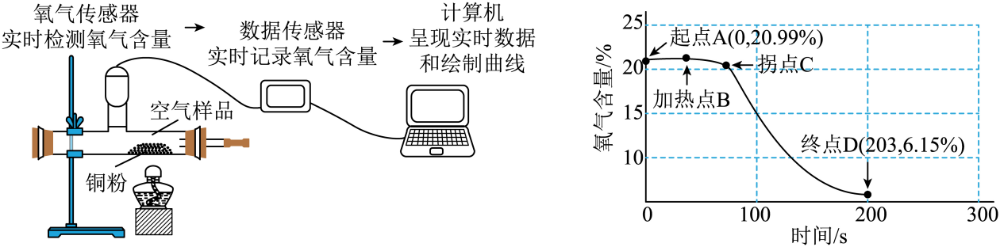 氧气传感器
实时检测氧气含量
数据传感器
实时记录氧气含量
计算机
呈现实时数据
和绘制曲线
空气样品
铜粉
氧气含量/%
25
20
15
10
起点A(0,20.99%)
加热点B
拐点C
终点D(203,6.15%)
0
100
200
300
时间/s